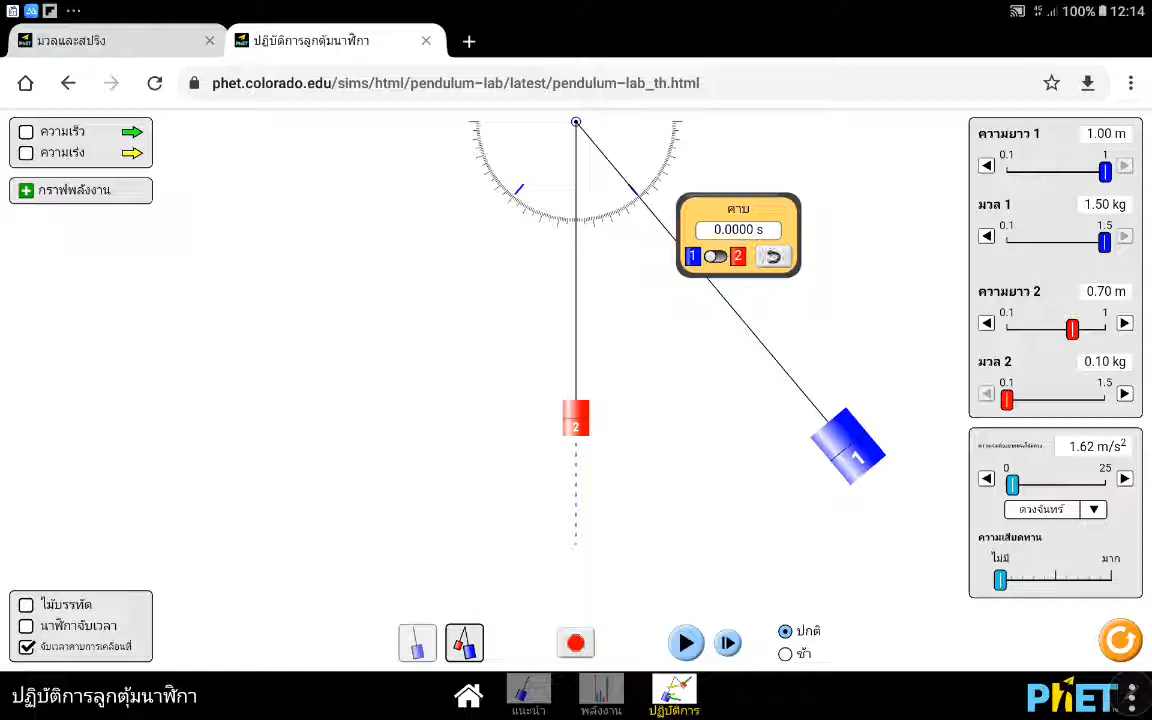 4G 100% 12:14
มวลและสปริง
ปฏิบัติการลูกตุ้มนาฬิกา
phet.colorado.edu/sims/html/pendulum-lab/latest/pendulum-lab_th.html
ความเร็ว
ความเร่ง
กราฟพลังงาน
คาบ
0.0000 s
1 2
2
1
ความยาว 1 1.00 m
0.1 1
มวล 1 1.50 kg
0.1 1.5
ความยาว 2 0.70 m
0.1 1
มวล 2 0.10 kg
0.1 1.5
1.62 m/s²
0 25
ดวงจันทร์
ความเสียดทาน
ไม่มี มาก
ไม้บรรทัด
นาฬิกาจับเวลา
จับเวลาคาบการเคลื่อนที่
ปกติ
ช้า
ปฏิบัติการลูกตุ้มนาฬิกา
แนะนำ
พลังงาน
ปฏิบัติการ
PhET